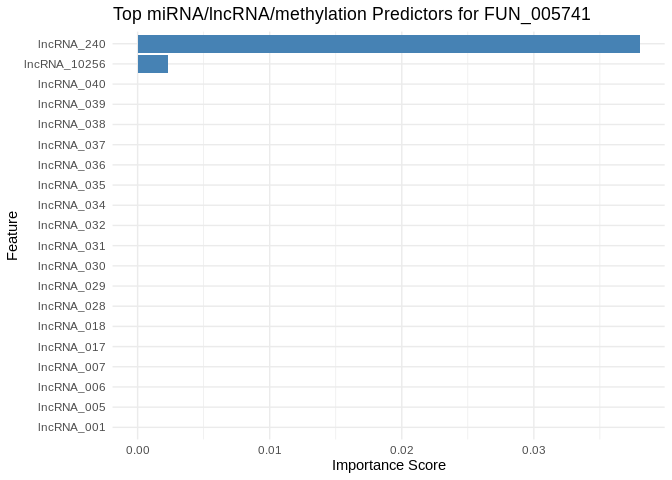 Top miRNA/lncRNA/methylation Predictors for FUN_005741
lncRNA_240
lncRNA_10256
lncRNA_040
lncRNA_039
lncRNA_038
lncRNA_037
lncRNA_036
lncRNA_035
lncRNA_034
lncRNA_032
lncRNA_031
lncRNA_030
lncRNA_029
lncRNA_028
lncRNA_018
lncRNA_017
lncRNA_007
lncRNA_006
lncRNA_005
lncRNA_001
Feature
0.00 0.01 0.02 0.03
Importance Score